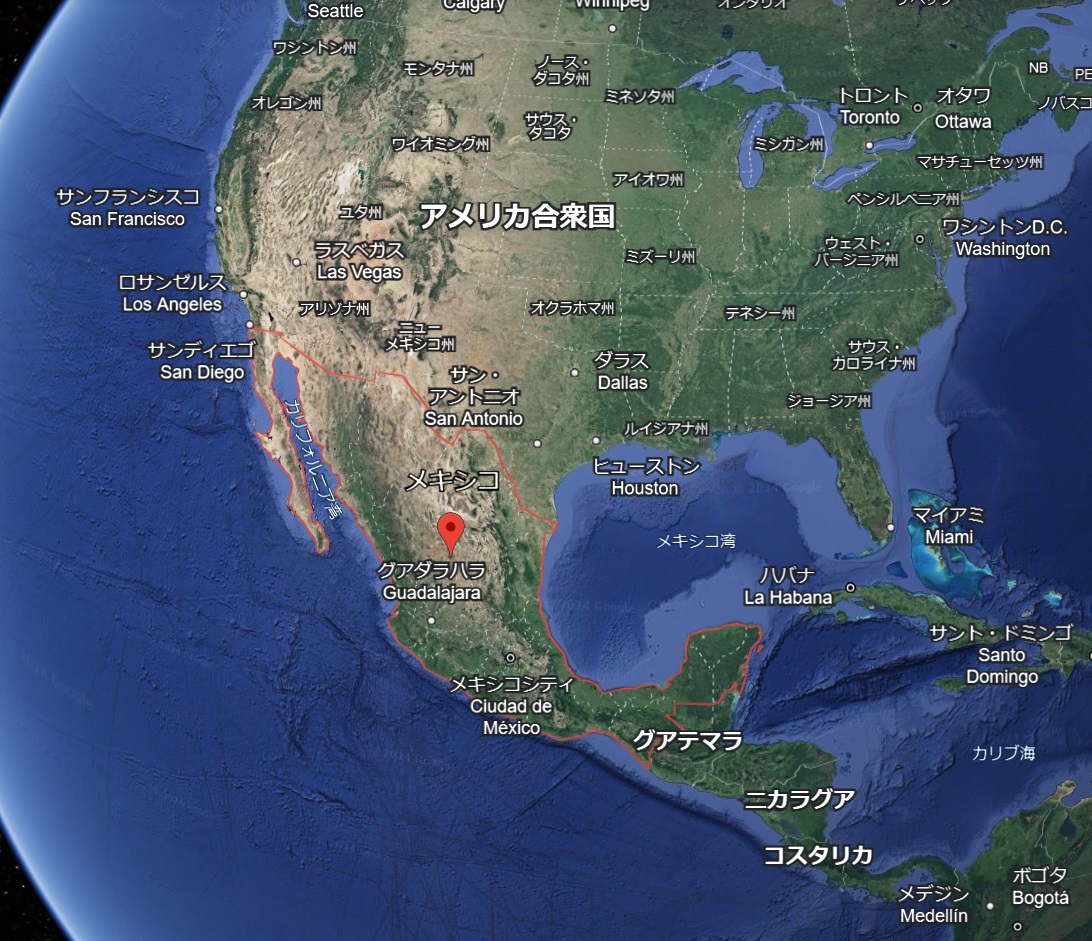 Seattle
Calgary
Winnipeg
オンタリオ
ケベック
ワシントン州
モンタナ州
ノース・
ダコタ州
NB
オレゴン州
ミネソタ州
トロント
Toronto
オタワ
Ottawa
ノバスコ
サウス・
ダコタ
ワイオミング州
ミシガン州
マサチューセッツ州
アイオワ州
サンフランシスコ
San Francisco
ユタ州
アメリカ合衆国
ペンシルベニア州
ワシントンD.C.
Washington
ラスベガス
Las Vegas
ミズーリ州
ウェスト・
バージニア州
ロサンゼルス
Los Angeles
アリゾナ州
オクラホマ州
テネシー州
ニュー
メキシコ州
サンディエゴ
San Diego
サン・
アントニオ
San Antonio
ダラス
Dallas
サウス・
カロライナ州
ジョージア州
カリフォルニア湾
ルイジアナ州
メキシコ
ヒューストン
Houston
マイアミ
Miami
メキシコ湾
グアダラハラ
Guadalajara
ハバナ
La Habana
サント・ドミンゴ
Santo
Domingo
メキシコシティ
Ciudad de
México
グアテマラ
カリブ海
ニカラグア
コスタリカ
メデジン
Medellín
ボゴタ
Bogotá